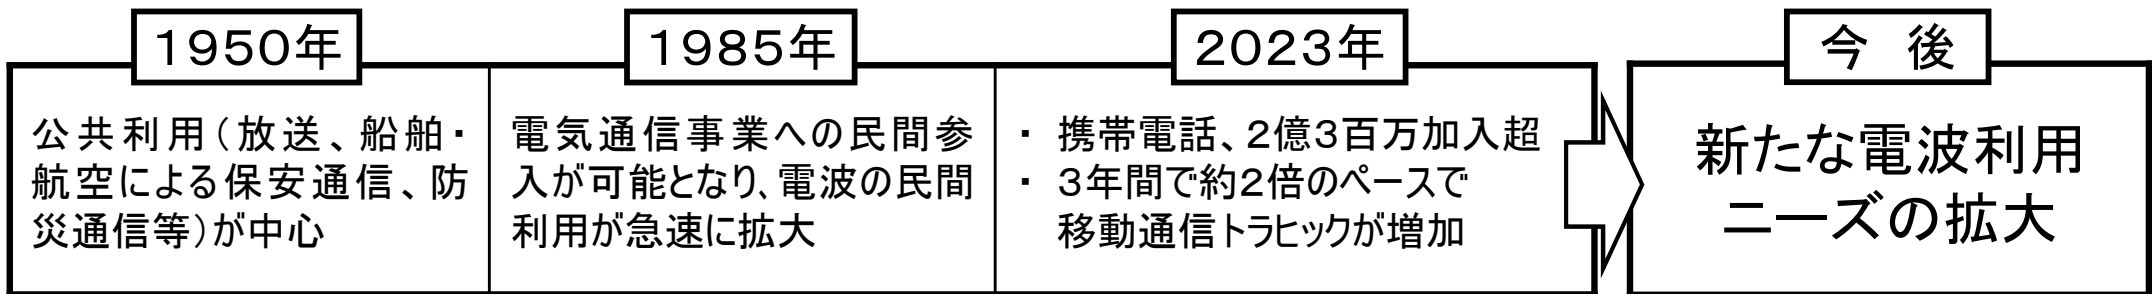 1950年
公共利用(放送、船舶・
航空による保安通信、防
災通信等)が中心
1985年
電気通信事業への民間参
入が可能となり、電波の民間
利用が急速に拡大
2023年
・ 携帯電話、2億3百万加入超
・ 3年間で約2倍のペースで
移動通信トラヒックが増加
今 後
新たな電波利用
ニーズの拡大